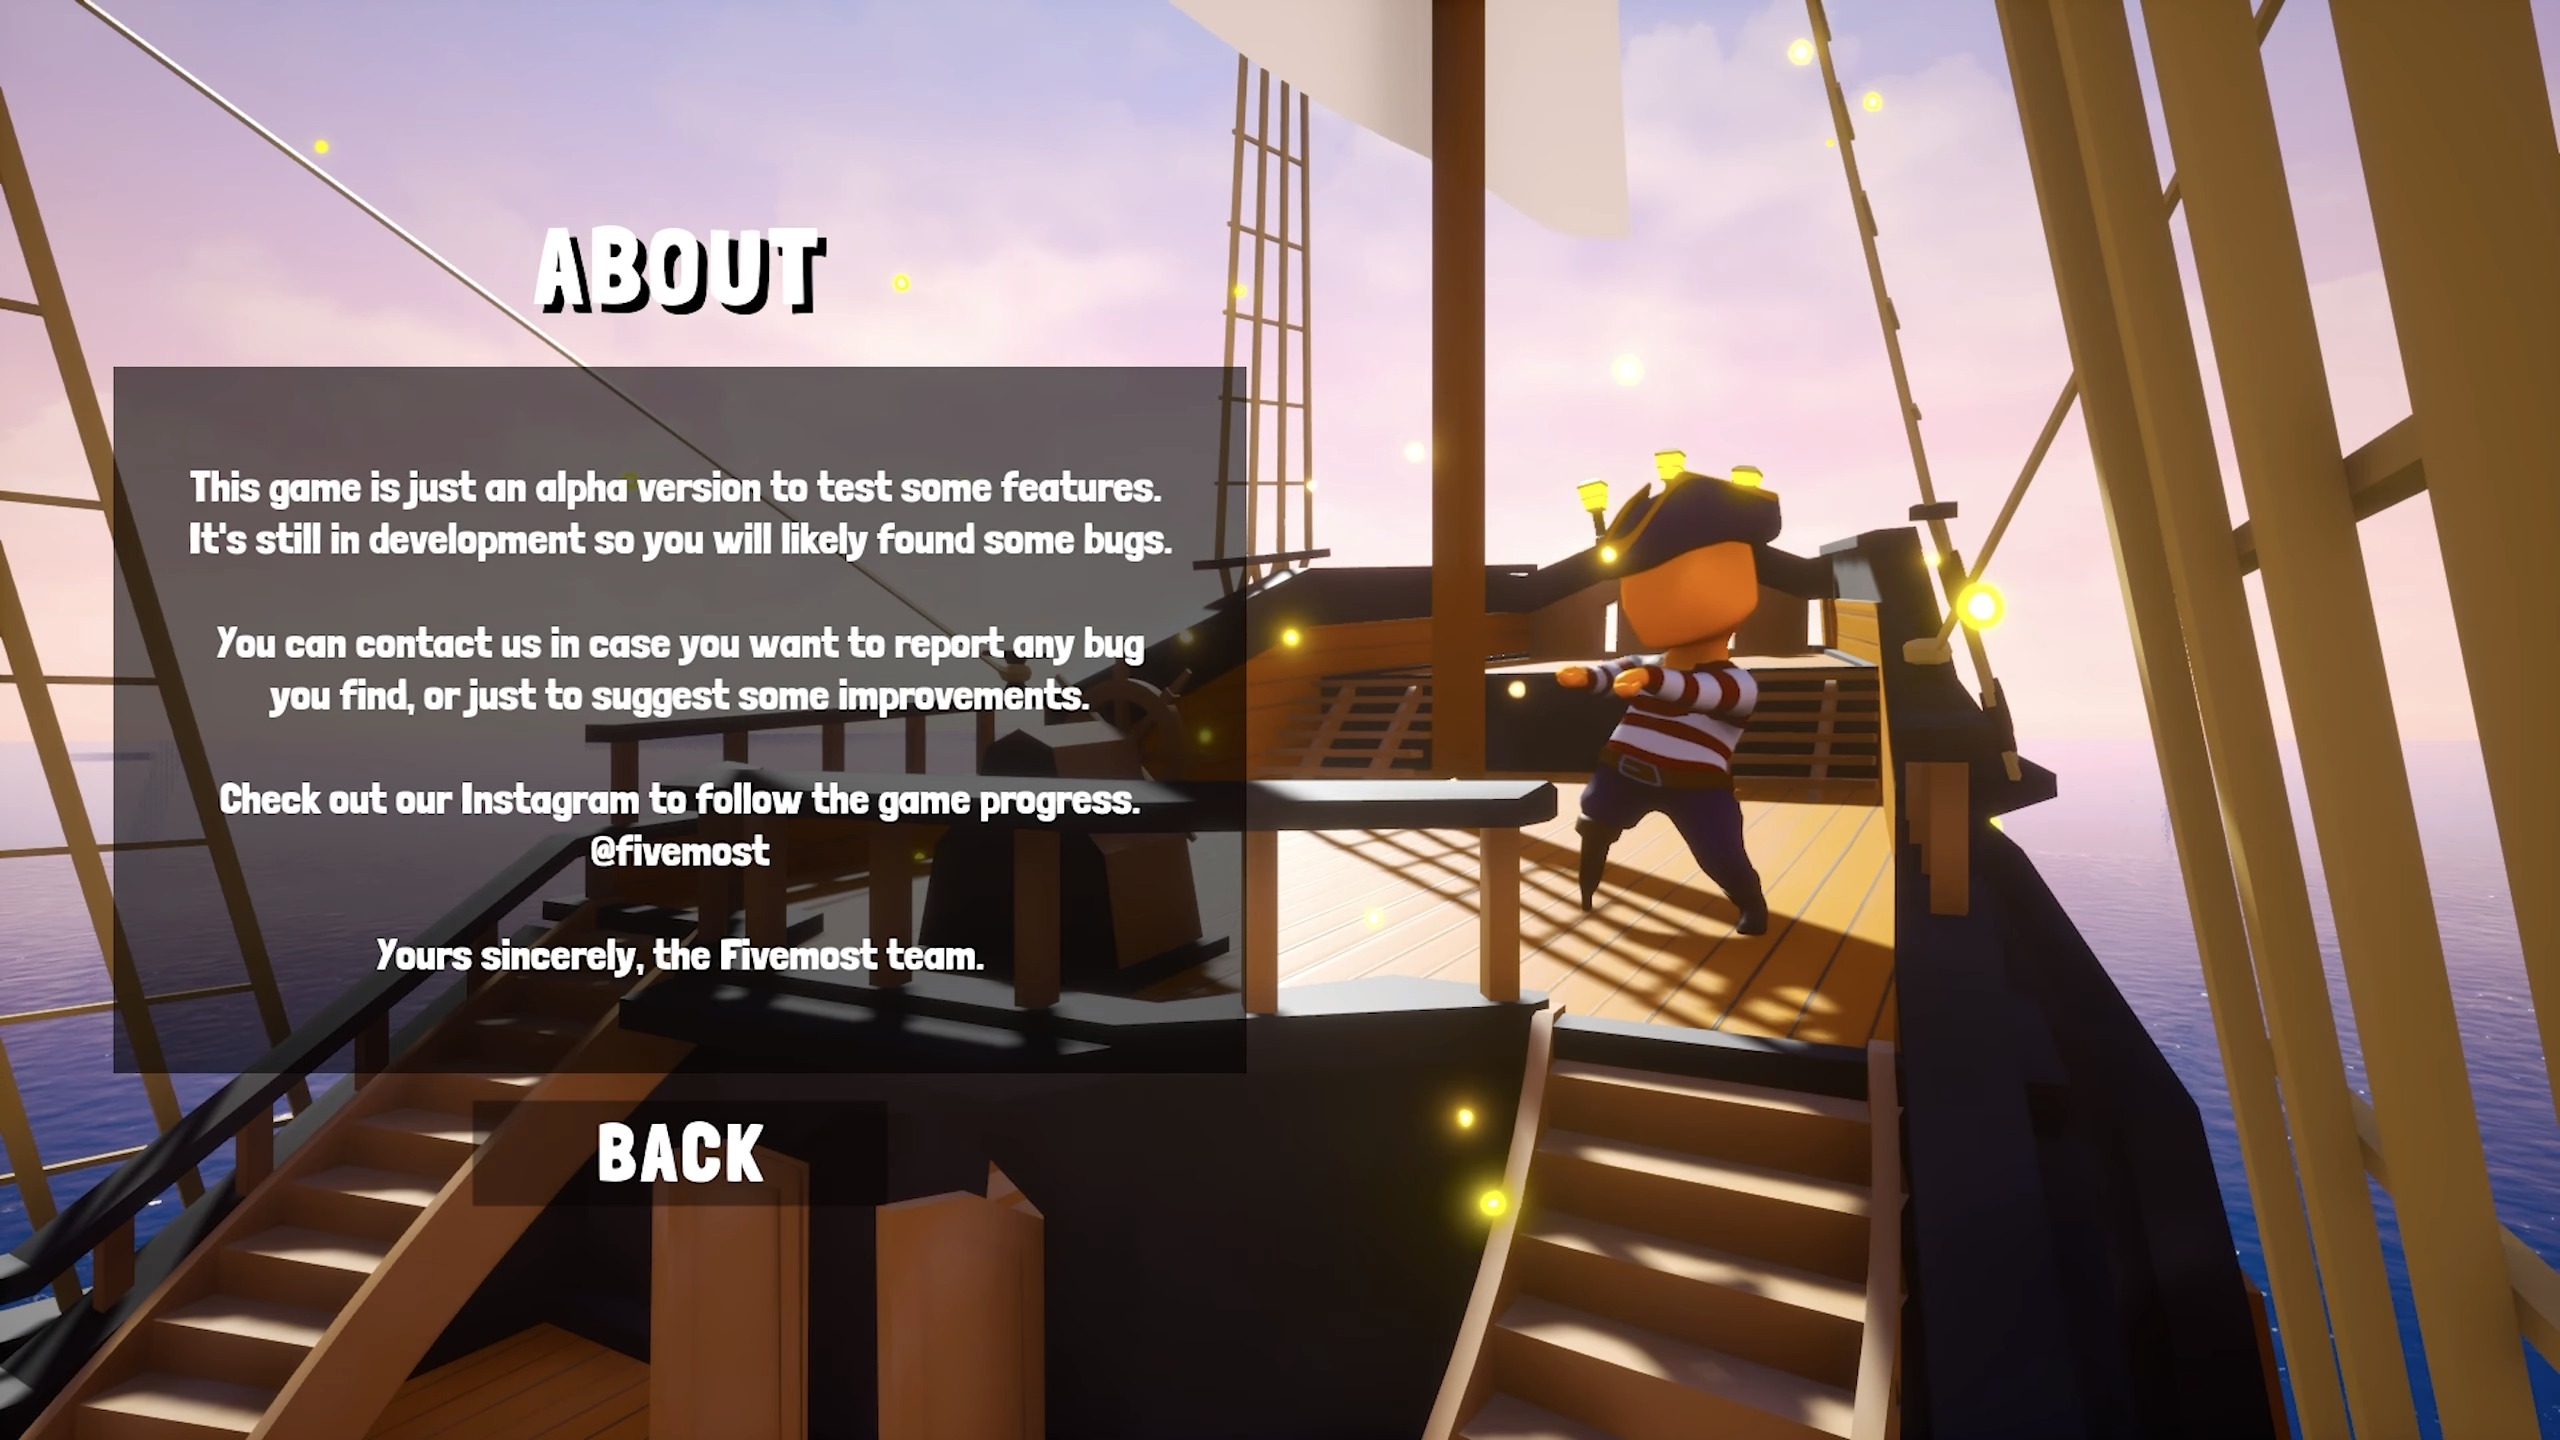 ABOUT
This game is just an alpha version to test some features.
It's still in development so you will likely found some bugs.
You can contact us in case you want to report any bug
you find, or just to suggest some improvements.
Check out our Instagram to follow the game progress.
@fivemost
Yours sincerely, the Fivemost team.
BACK